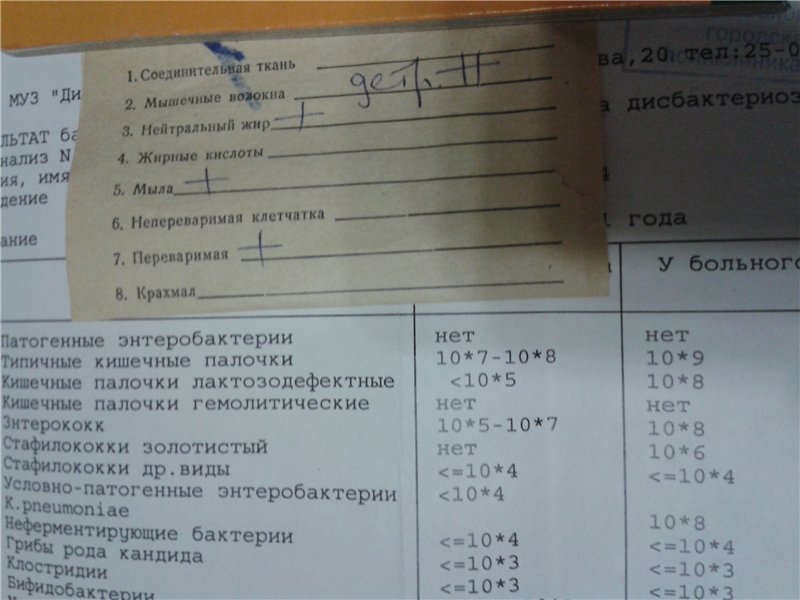 1. Соединительная ткань
2. Мышечные волокна детр. ++
3. Нейтральный жир +
4. Жирные кислоты
5. Мыла +
6. Непереваримая клетчатка
7. Переваримая +
8. Крахмал
городска
поликлиника
ва,20 тел:25-0
МУЗ "Ди
а дисбактериоз
ЛЬТАТ ба
нализ N
ия, имя
дение
года
ание
У больного
Патогенные энтеробактерии нет нет
Типичные кишечные палочки 10*7-10*8 10*9
Кишечные палочки лактозодефектные <10*5 10*8
Кишечные палочки гемолитические нет нет
Энтерококк 10*5-10*7 10*8
Стафилококки золотистый нет 10*6
Стафилококки др.виды <=10*4 <=10*4
Условно-патогенные энтеробактерии <10*4
K.pneumoniae 10*8
Неферментирующие бактерии <=10*4 <=10*4
Грибы рода кандида <=10*3 <=10*3
Клостридии <=10*3 <=10*3
Бифидобактерии